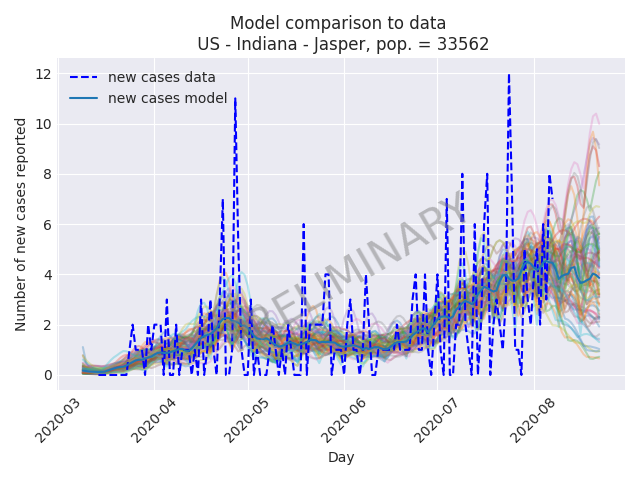 Model comparison to data
US - Indiana - Jasper, pop. = 33562
new cases data
new cases model
PRELIMINARY
Number of new cases reported
12
10
8
6
4
2
0
2020-03
2020-04
2020-05
2020-06
2020-07
2020-08
Day